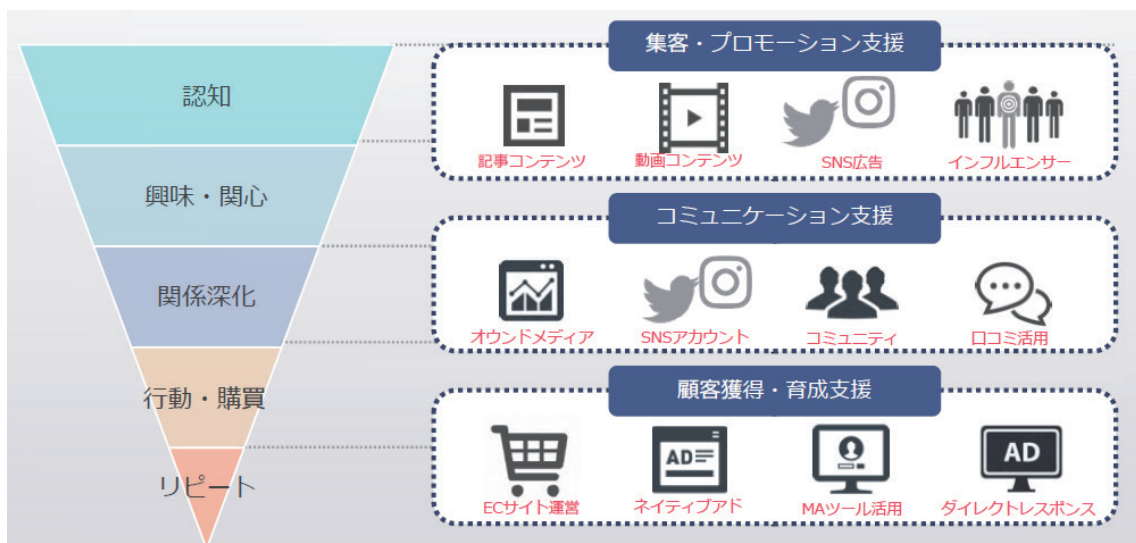 認知
興味・関心
関係深化
行動・購買
リピート
集客・プロモーション支援
記事コンテンツ
動画コンテンツ
SNS広告
インフルエンサー
コミュニケーション支援
オウンドメディア
SNSアカウント
コミュニティ
口コミ活用
顧客獲得・育成支援
ECサイト運営
AD
ネイティブアド
MAツール活用
AD
ダイレクトレスポンス